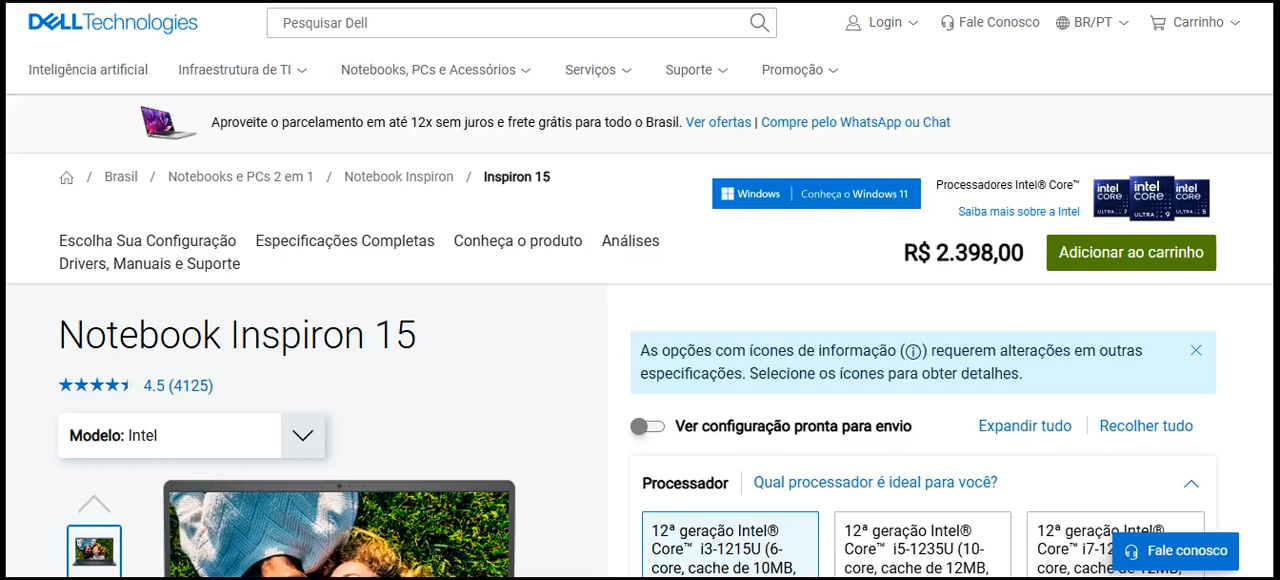 DELLTechnologies
Pesquisar Dell
Login
Fale Conosco
BR/PT
Carrinho
Inteligência artificial
Infraestrutura de TI
Notebooks, PCs e Acessórios
Serviços
Suporte
Promoção
Aproveite o parcelamento em até 12x sem juros e frete grátis para todo o Brasil. Ver ofertas | Compre pelo WhatsApp ou Chat
/ Brasil / Notebooks e PCs 2 em 1 / Notebook Inspiron / Inspiron 15
Windows | Conheça o Windows 11
Processadores Intel® Core™
Saiba mais sobre a Intel
intel CORE ULTRA 7
intel CORE ULTRA 9
intel CORE ULTRA 5
Escolha Sua Configuração
Especificações Completas
Conheça o produto
Análises
Drivers, Manuais e Suporte
R$ 2.398,00
Adicionar ao carrinho
Notebook Inspiron 15
4.5 (4125)
Modelo: Intel
As opções com ícones de informação (ⓘ) requerem alterações em outras
especificações. Selecione os ícones para obter detalhes.
Ver configuração pronta para envio
Expandir tudo
Recolher tudo
Processador
Qual processador é ideal para você?
12ª geração Intel®
Core™ i3-1215U (6-
core, cache de 10MB,
12ª geração Intel®
Core™ i5-1235U (10-
core, cache de 12MB,
12ª geração Intel®
Core™ i7-12
core, cache de 12MB,
Fale conosco